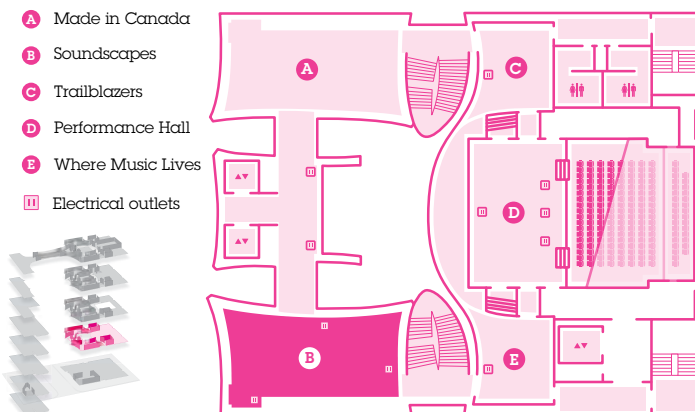 A Made in Canada
B Soundscapes
C Trailblazers
D Performance Hall
E Where Music Lives
Electrical outlets
A
C
D
B
E